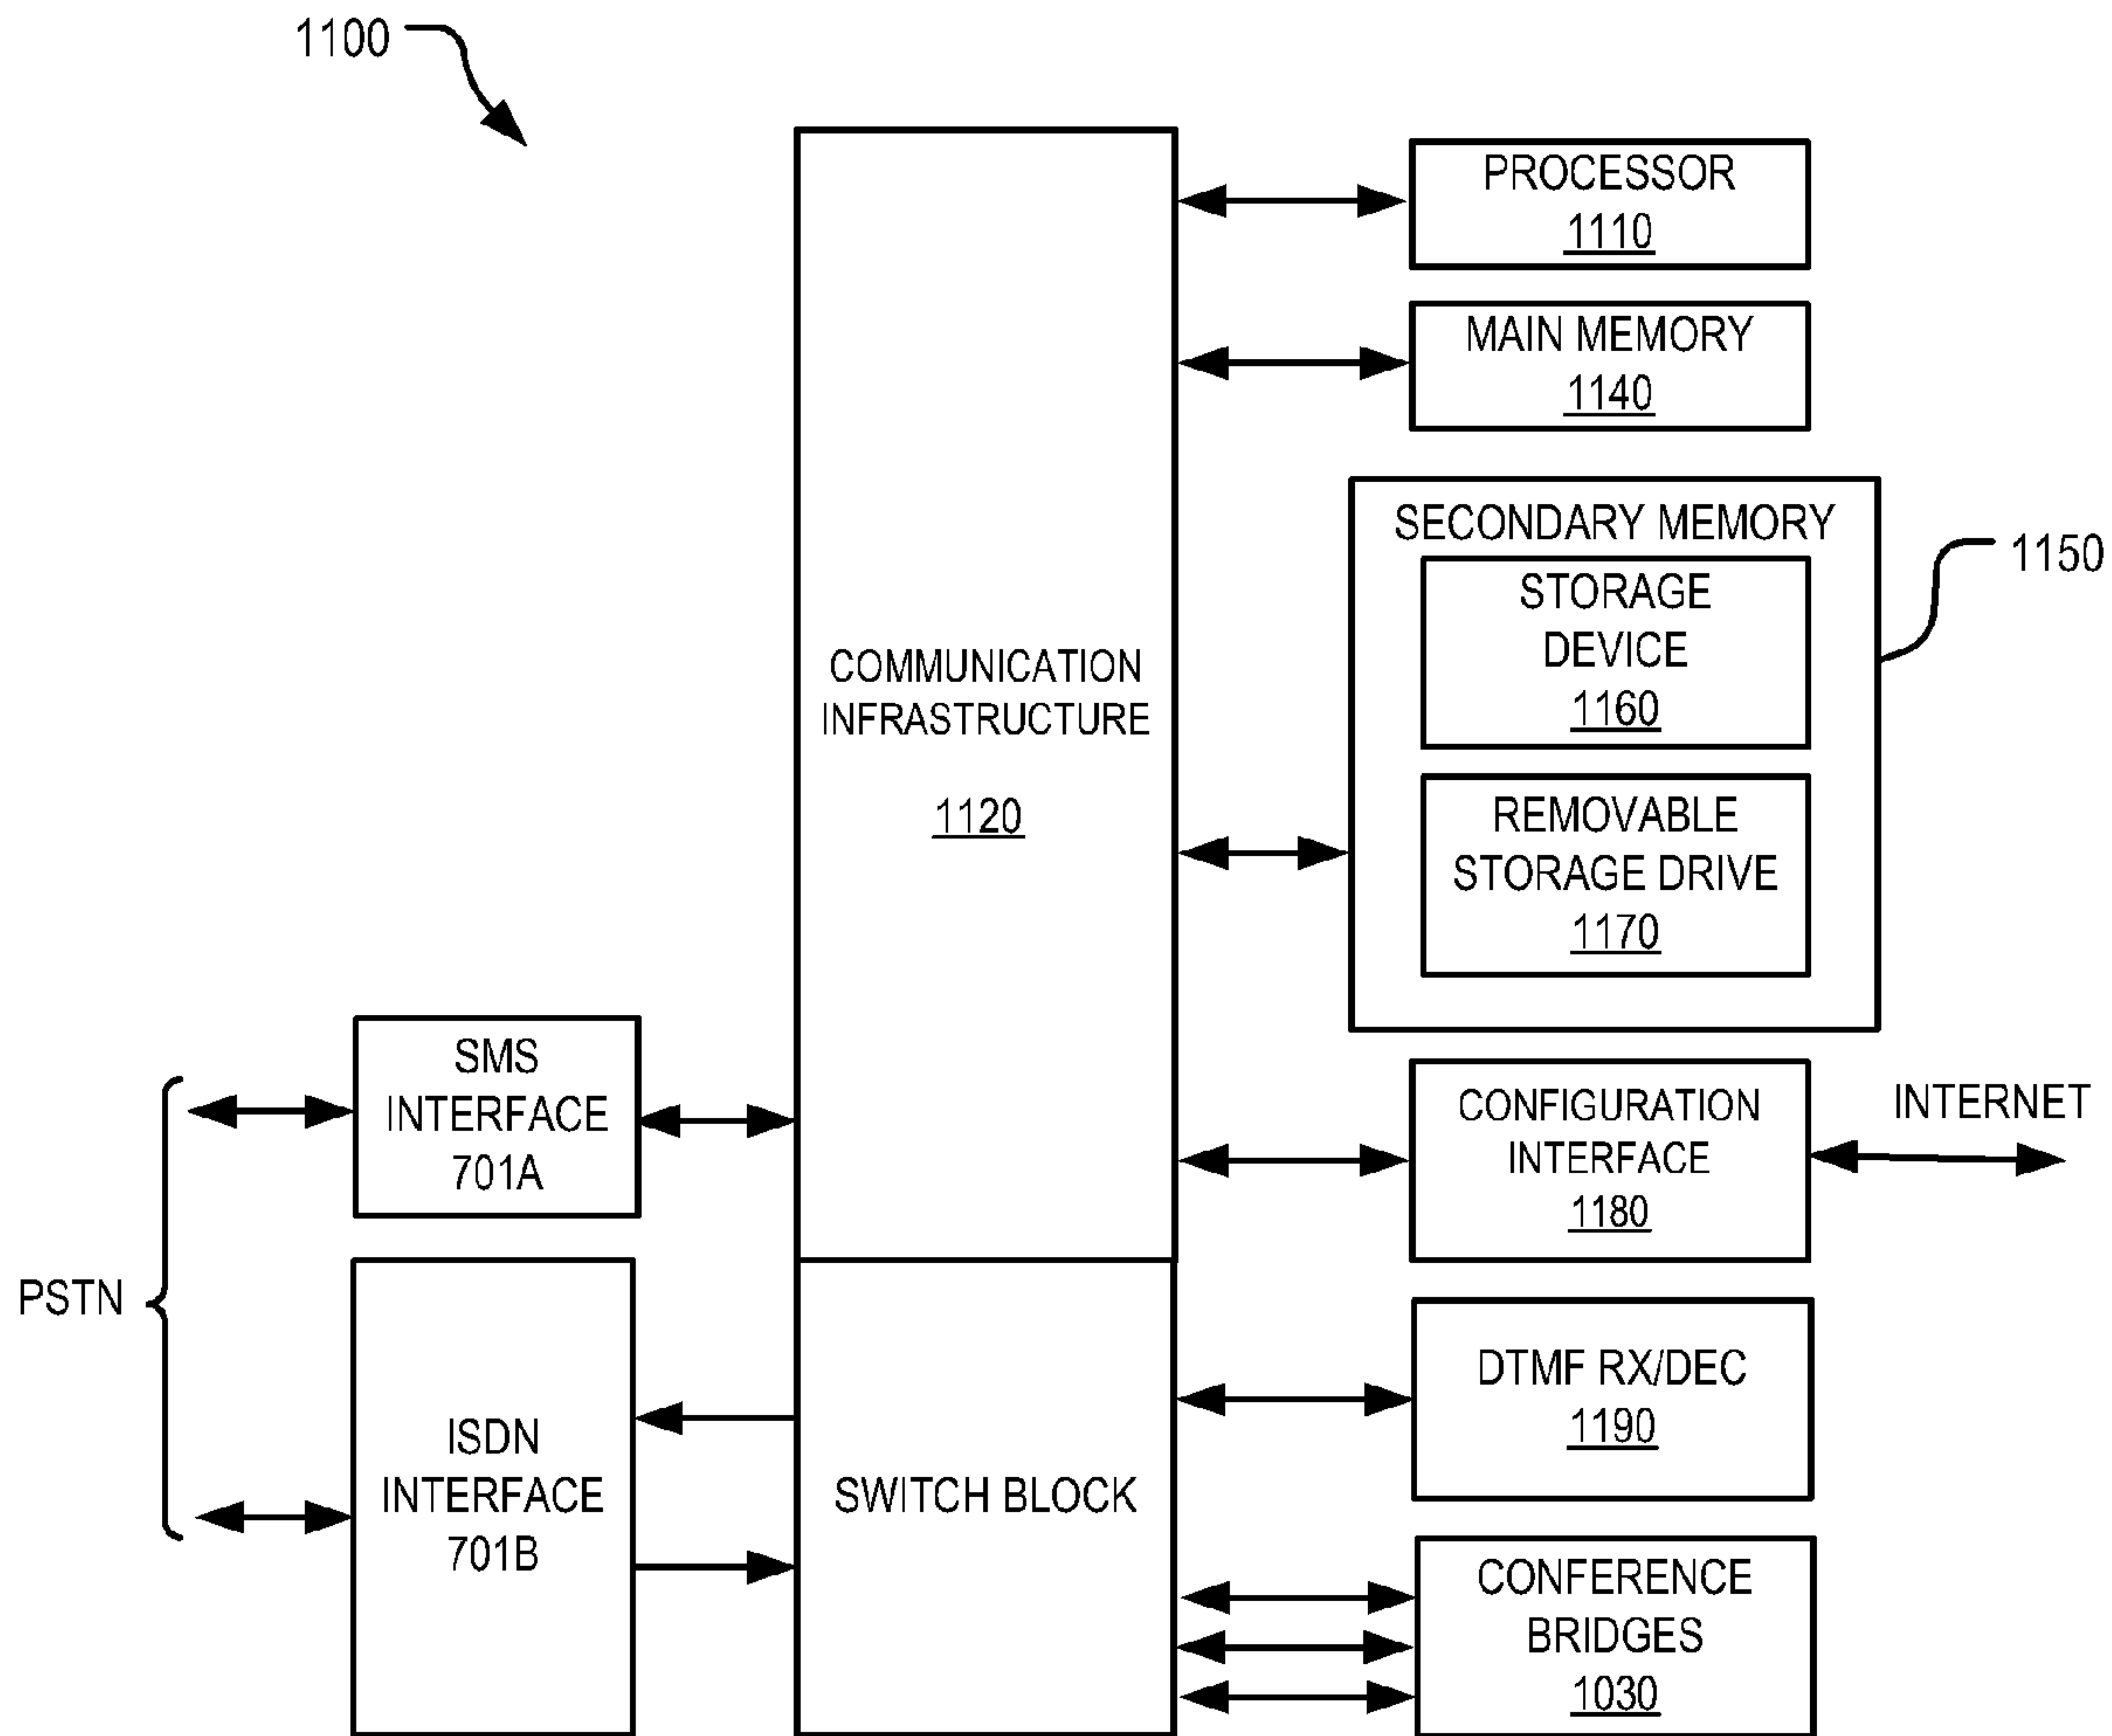 1100
PROCESSOR
1110
MAIN MEMORY
1140
SECONDARY MEMORY
STORAGE
DEVICE
1160
REMOVABLE
STORAGE DRIVE
1170
1150
COMMUNICATION
INFRASTRUCTURE
1120
SMS
INTERFACE
701A
CONFIGURATION
INTERFACE
1180
INTERNET
PSTN
ISDN
INTERFACE
701B
SWITCH BLOCK
DTMF RX/DEC
1190
CONFERENCE
BRIDGES
1030